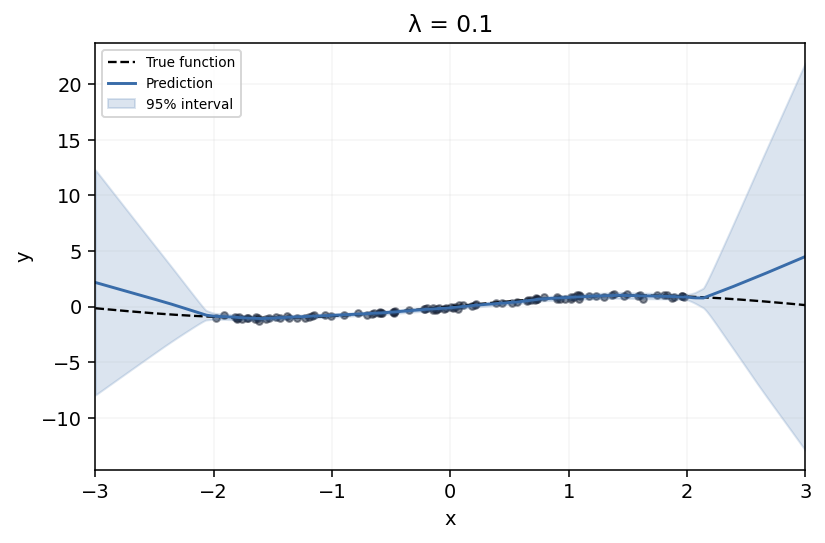 λ = 0.1
True function
Prediction
95% interval
y
20
15
10
5
0
−5
−10
−3 −2 −1 0 1 2 3
x